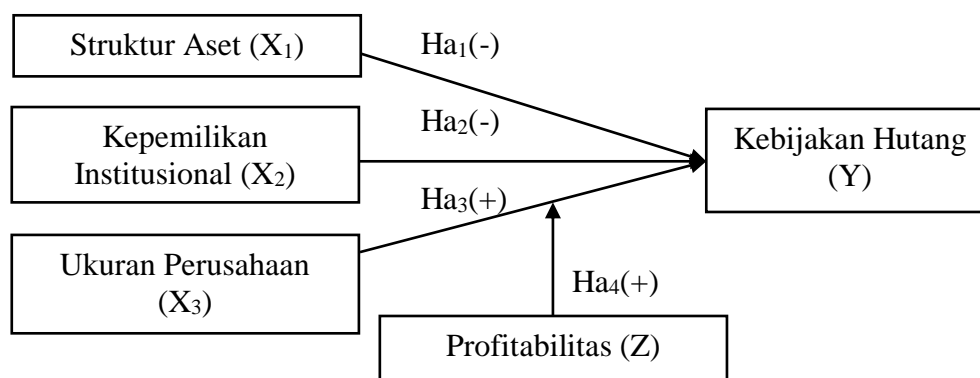 Struktur Aset (X₁)
Ha₁(-)
Kepemilikan
Institusional (X₂)
Ha₂(-)
Kebijakan Hutang
(Y)
Ha₃(+)
Ukuran Perusahaan
(X₃)
Ha₄(+)
Profitabilitas (Z)